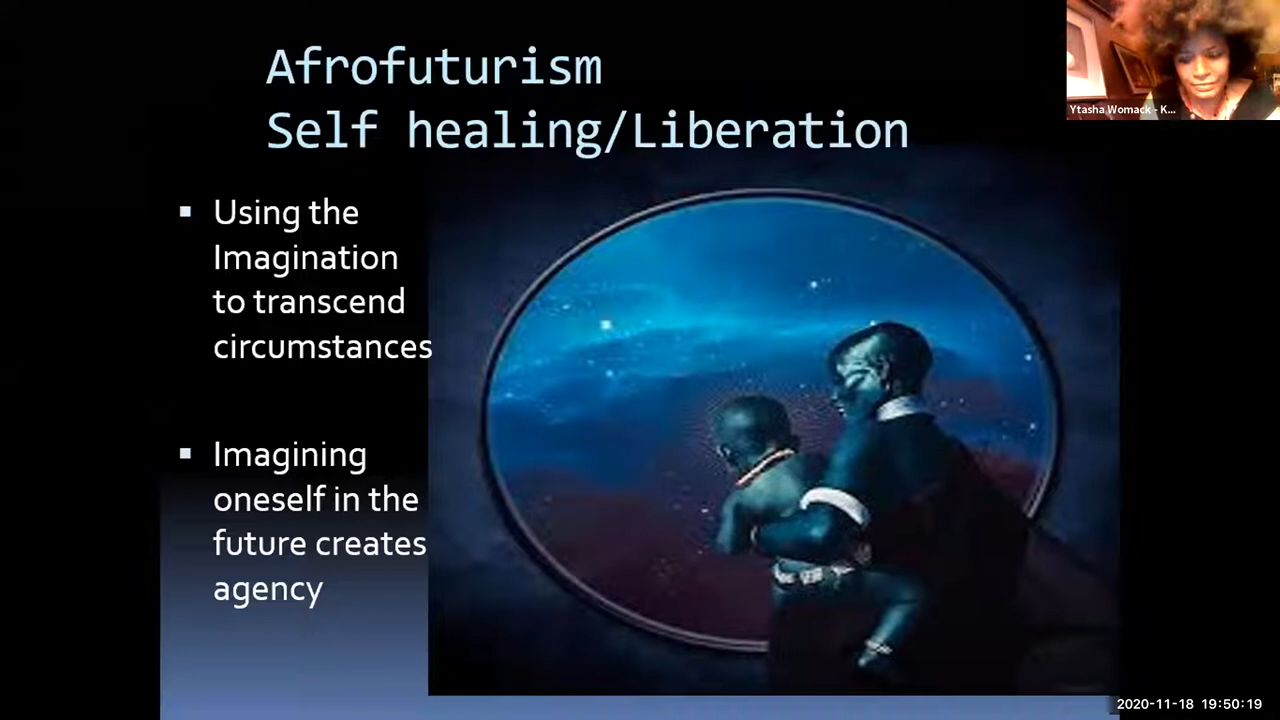 Afrofuturism
Self healing/Liberation
Ytasha Womack - K...
▪ Using the
Imagination
to transcend
circumstances
▪ Imagining
oneself in the
future creates
agency
2020-11-18 19:50:19